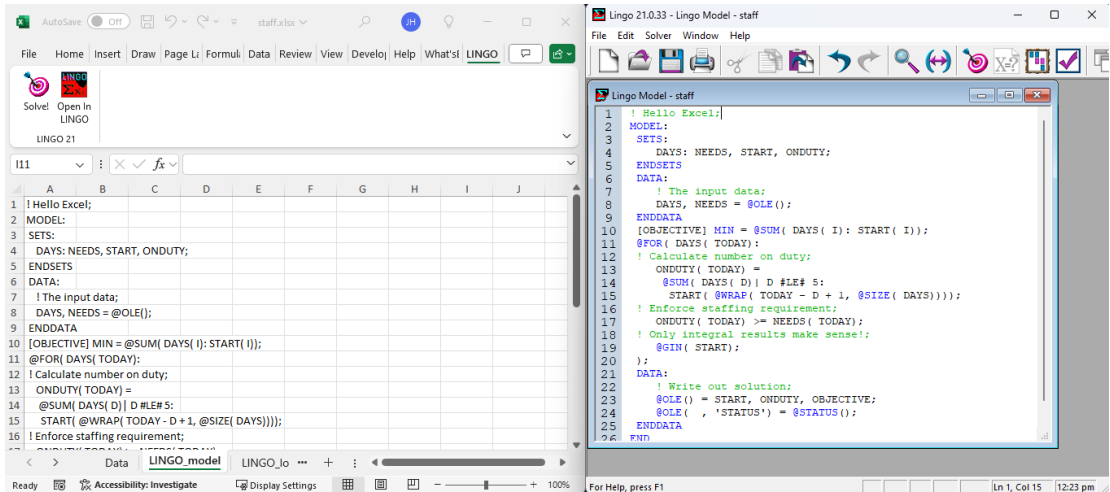 AutoSave Off staff.xlsx JH
File Home Insert Draw Page La Formul Data Review View Develop Help What'sE LINGO
Solve! Open In LINGO
LINGO 21
I11 fx
A B C D E F G H I J
1 ! Hello Excel;
2 MODEL:
3 SETS:
4 DAYS: NEEDS, START, ONDUTY;
5 ENDSETS
6 DATA:
7 ! The input data;
8 DAYS, NEEDS = @OLE();
9 ENDDATA
10 [OBJECTIVE] MIN = @SUM( DAYS( I): START( I));
11 @FOR( DAYS( TODAY):
12 ! Calculate number on duty;
13 ONDUTY( TODAY) =
14 @SUM( DAYS( D)| D #LE# 5:
15 START( @WRAP( TODAY - D + 1, @SIZE( DAYS))));
16 ! Enforce staffing requirement;
Data LINGO_model LINGO_lo ... +
Ready Accessibility: Investigate Display Settings 100%
Lingo 21.0.33 - Lingo Model - staff
File Edit Solver Window Help
Lingo Model - staff
1 ! Hello Excel;
2 MODEL:
3 SETS:
4 DAYS: NEEDS, START, ONDUTY;
5 ENDSETS
6 DATA:
7 ! The input data;
8 DAYS, NEEDS = @OLE();
9 ENDDATA
10 [OBJECTIVE] MIN = @SUM( DAYS( I): START( I));
11 @FOR( DAYS( TODAY):
12 ! Calculate number on duty;
13 ONDUTY( TODAY) =
14 @SUM( DAYS( D)| D #LE# 5:
15 START( @WRAP( TODAY - D + 1, @SIZE( DAYS))));
16 ! Enforce staffing requirement;
17 ONDUTY( TODAY) >= NEEDS( TODAY);
18 ! Only integral results make sense!;
19 @GIN( START);
20 );
21 DATA:
22 ! Write out solution;
23 @OLE() = START, ONDUTY, OBJECTIVE;
24 @OLE( , 'STATUS') = @STATUS();
25 ENDDATA
26 END
For Help, press F1 Ln 1, Col 15 12:23 pm